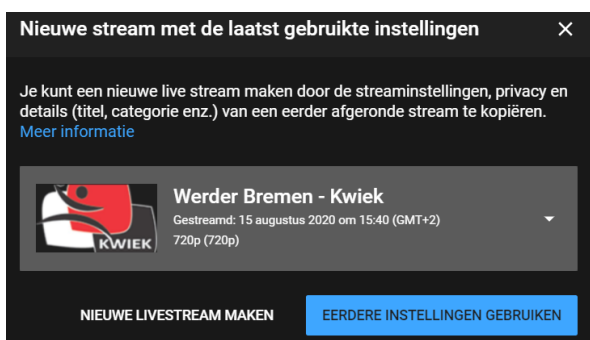 Nieuwe stream met de laatst gebruikte instellingen
Je kunt een nieuwe live stream maken door de streaminstellingen, privacy en
details (titel, categorie enz.) van een eerder afgeronde stream te kopiëren.
Meer informatie
KWIEK
Werder Bremen - Kwiek
Gestreamd: 15 augustus 2020 om 15:40 (GMT+2)
720p (720p)
NIEUWE LIVESTREAM MAKEN
EERDERE INSTELLINGEN GEBRUIKEN